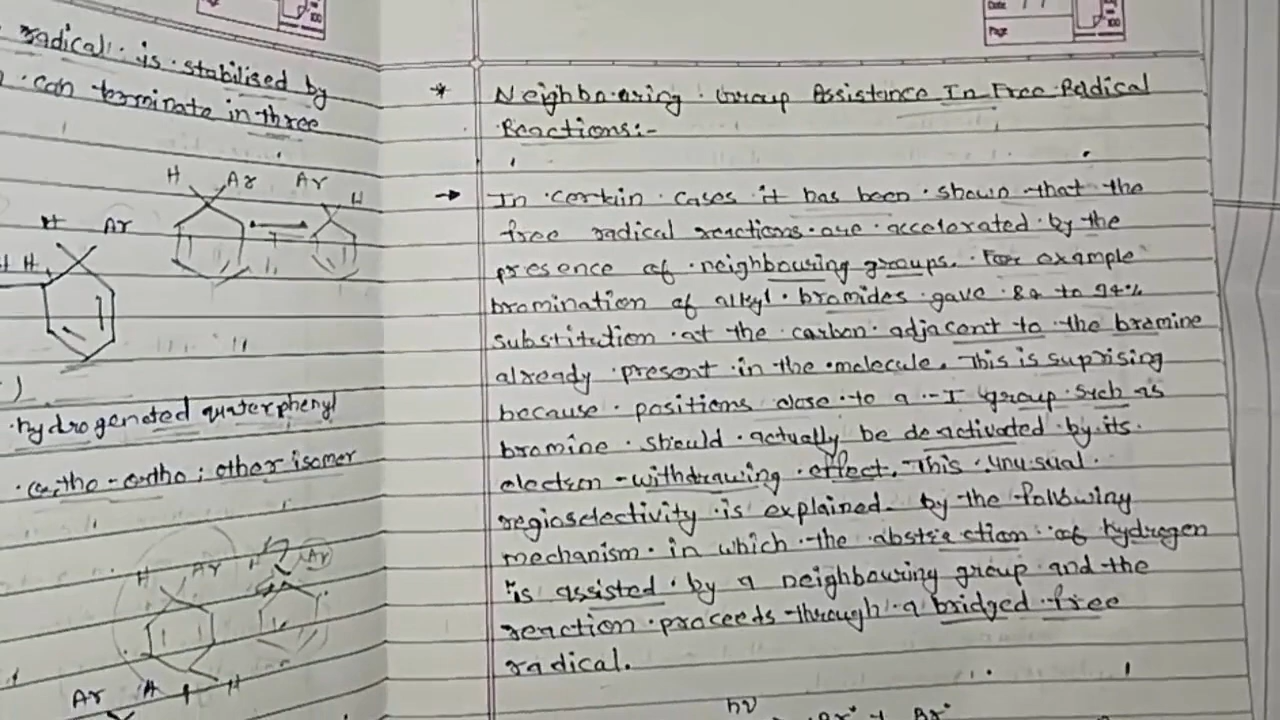 radical is stabilised by
can terminate in three
H Ar Ar H
H Ar
H
hydrogenated quaterphenyl
ortho-ortho; other isomer
H Ar H Ar
Ar H H
Date
Page
* Neighbouring Group Assistance In Free Radical
Reactions:-
→ In certain cases it has been shown that the
free radical reactions are accelerated by the
presence of neighbouring groups. For example
bromination of alkyl bromides gave 84 to 94%
substitution at the carbon adjacent to the bromine
already present in the molecule. This is suprising
because positions close to a -I group such as
bromine should actually be deactivated by its
electron-withdrawing effect. This unusual
regioselectivity is explained by the following
mechanism in which the abstraction of hydrogen
is assisted by a neighbouring group and the
reaction proceeds through a bridged free
radical.
hν
Br• + Br•